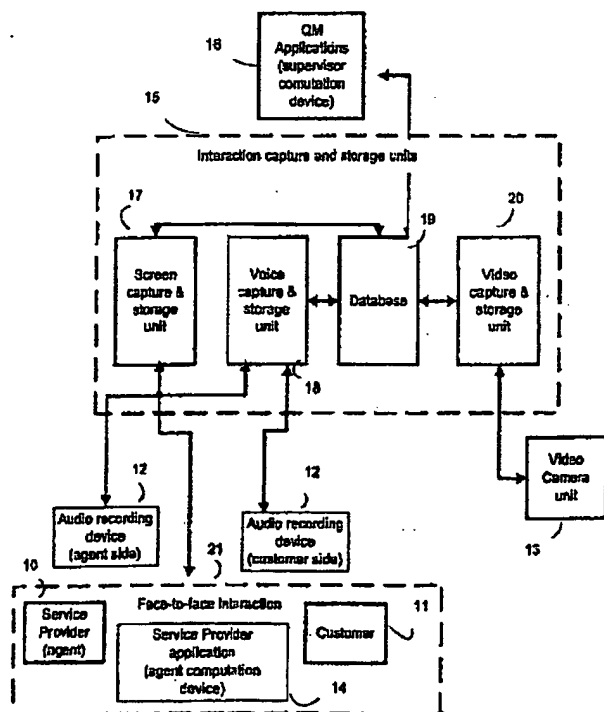 16
QM
Applications
(supervisor
comutation
device)
15
Interaction capture and storage units
17
19
20
Screen
capture &
storage
unit
Voice
capture &
storage
unit
Database
Video
capture &
storage
unit
18
12
12
Audio recording
device
(agent side)
Audio recording
device
(customer side)
Video
Camera
unit
13
10
21
Face-to-face Interaction
11
Service
Provider
(agent)
Service Provider
application
(agent computation
device)
Customer
14